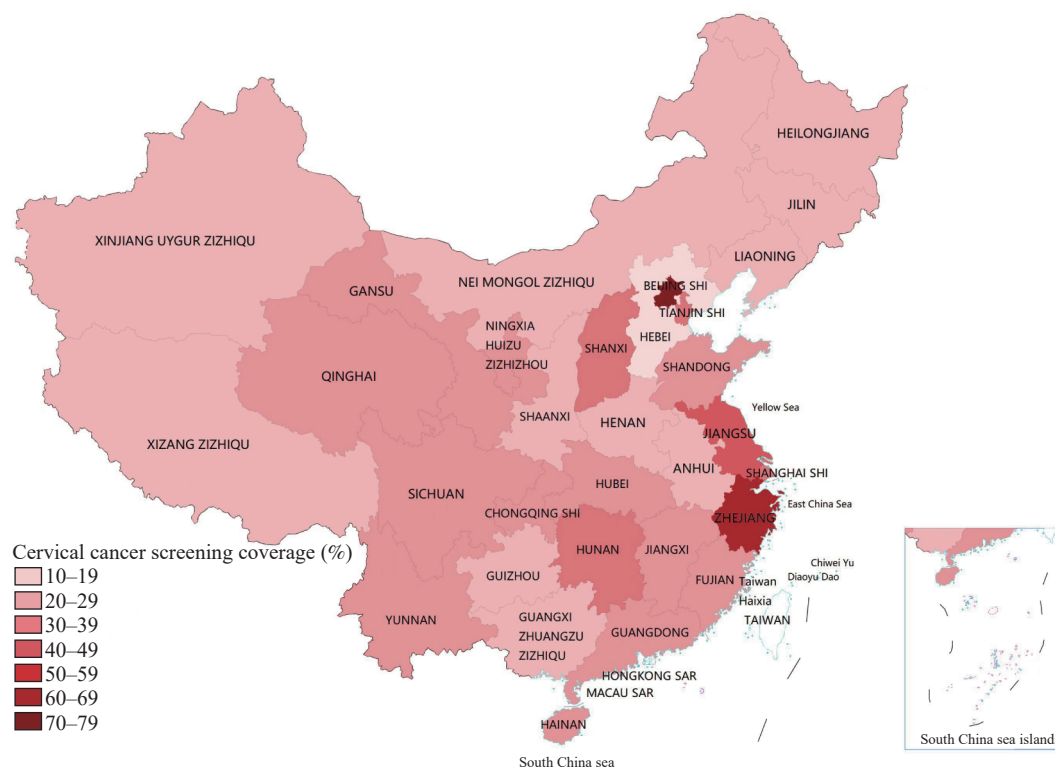 HEILONGJIANG
JILIN
XINJIANG UYGUR ZIZHIQU
LIAONING
NEI MONGOL ZIZHIQU
BEIJING SHI
GANSU
TIANJIN SHI
NINGXIA
HUIZU
ZIZHIZHOU
HEBEI
SHANXI
SHANDONG
QINGHAI
Yellow Sea
SHAANXI
HENAN
JIANGSU
XIZANG ZIZHIQU
ANHUI
SHANGHAI SHI
HUBEI
SICHUAN
East China Sea
CHONGQING SHI
ZHEJIANG
HUNAN
JIANGXI
Cervical cancer screening coverage (%)
10–19
20–29
30–39
40–49
50–59
60–69
70–79
GUIZHOU
FUJIAN
Taiwan
Haixia
Diaoyu Dao
Chiwei Yu
TAIWAN
YUNNAN
GUANGXI
ZHUANGZU
ZIZHIQU
GUANGDONG
HONGKONG SAR
MACAU SAR
HAINAN
South China sea
South China sea island